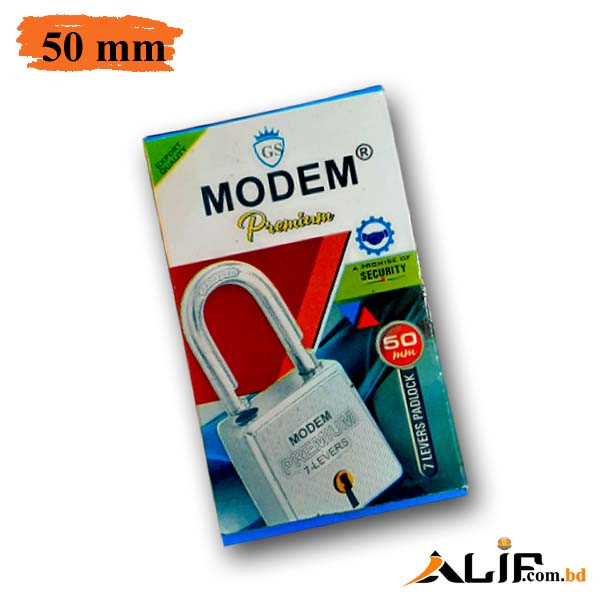 50 mm
EXPORT
QUALITY
GS
MODEM®
Premium
A PROMISE OF
SECURITY
50
mm
7 LEVERS PADLOCK
MODEM
PREMIUM
7-LEVERS
ALIF.com.bd